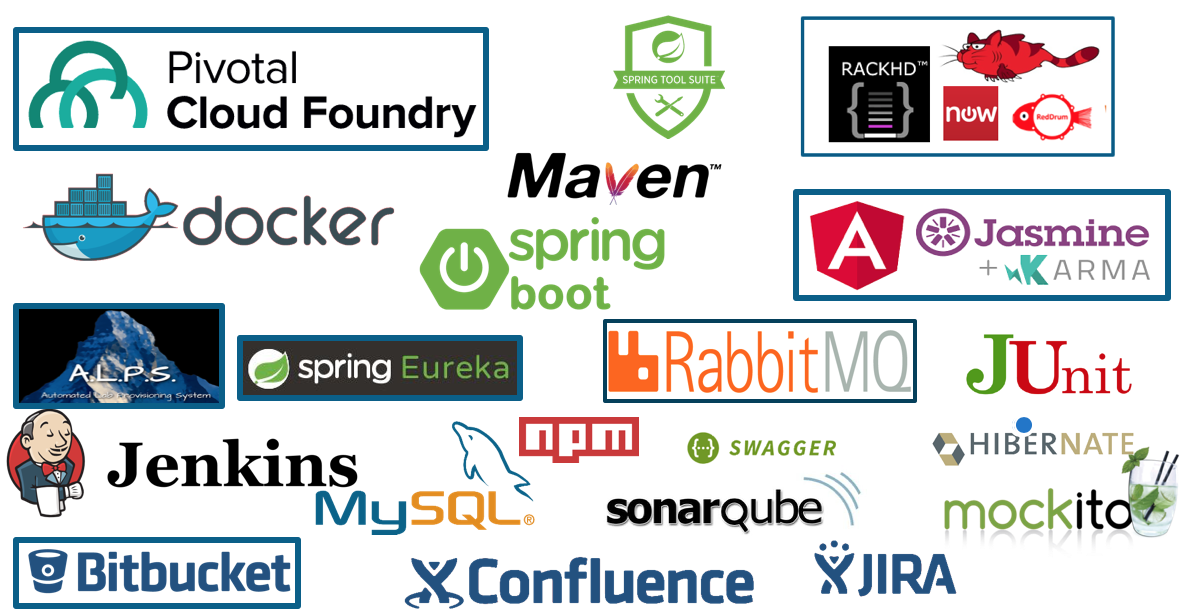 Pivotal
Cloud Foundry
SPRING TOOL SUITE
RACKHD™
now
RedDrum
Maven™
docker
spring
boot
Jasmine
+ KARMA
A.L.P.S.
Automated Lab Provisioning System
spring Eureka
RabbitMQ
JUnit
Jenkins
npm
SWAGGER
HIBERNATE
MySQL®
sonarqube
mockito
Bitbucket
Confluence
JIRA